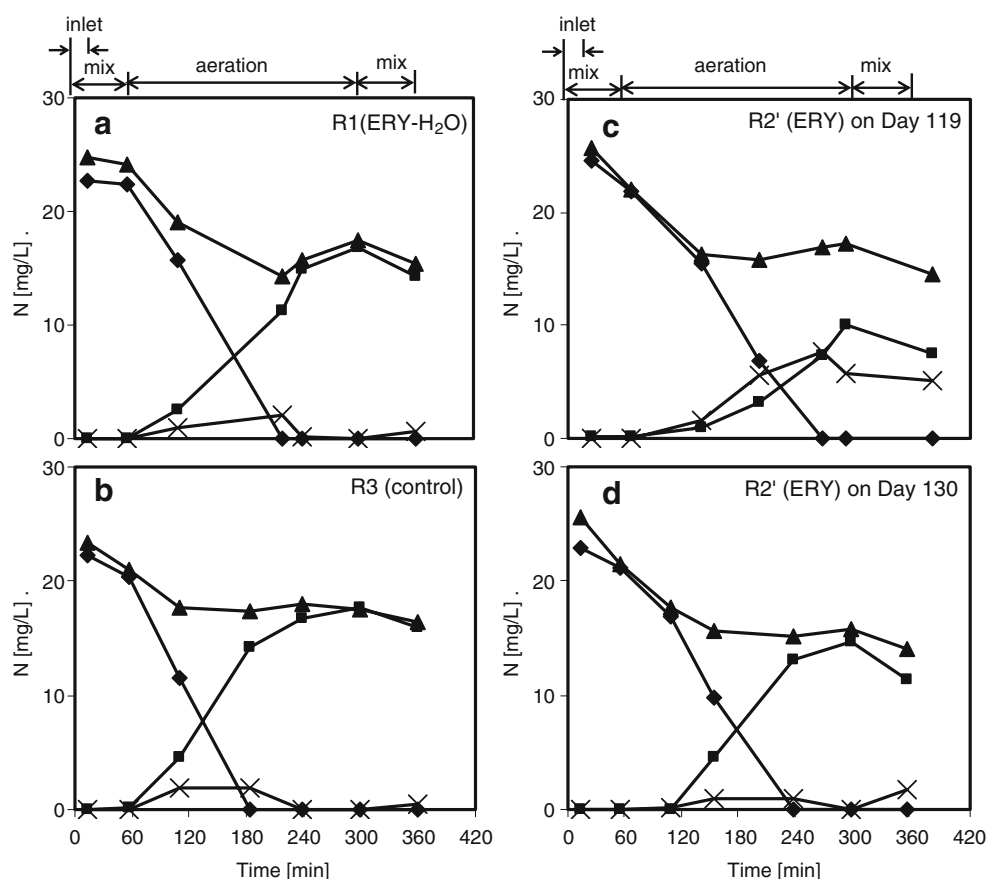 inlet
mix
aeration
mix
30
20
10
0
N [mg/L] .
a
R1(ERY-H₂O)
inlet
mix
aeration
mix
30
20
10
0
N [mg/L] .
c
R2' (ERY) on Day 119
30
20
10
0
N [mg/L] .
b
R3 (control)
0 60 120 180 240 300 360 420
Time [min]
30
20
10
0
N [mg/L] .
d
R2' (ERY) on Day 130
0 60 120 180 240 300 360 420
Time [min]